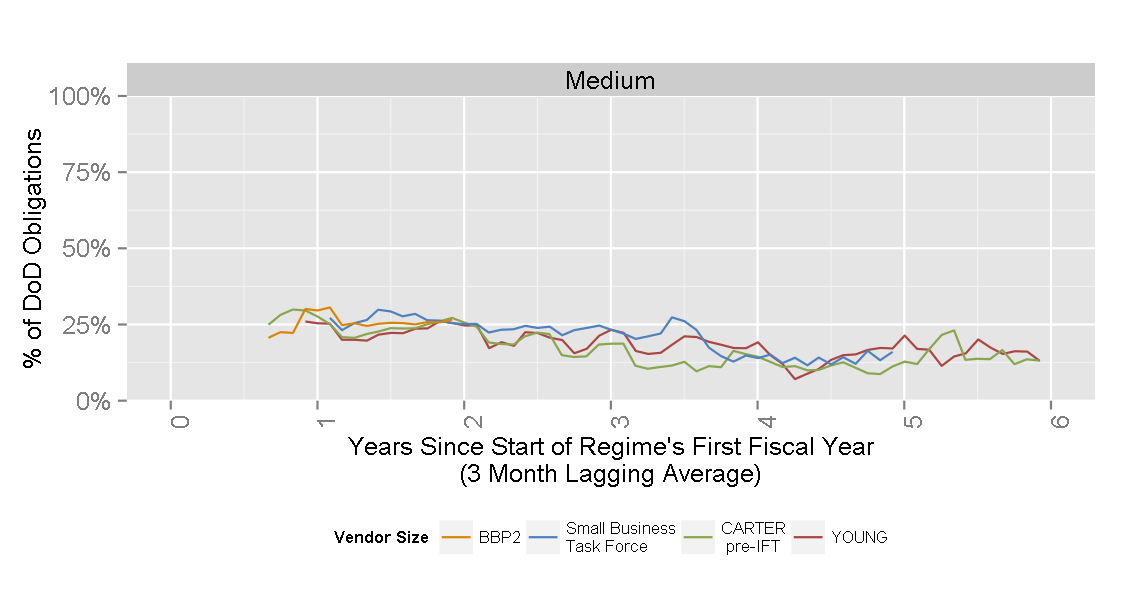 Medium
100%
75%
50%
25%
0%
% of DoD Obligations
0
1
2
3
4
5
6
Years Since Start of Regime's First Fiscal Year
(3 Month Lagging Average)
Vendor Size
BBP2
Small Business
Task Force
CARTER
pre-IFT
YOUNG